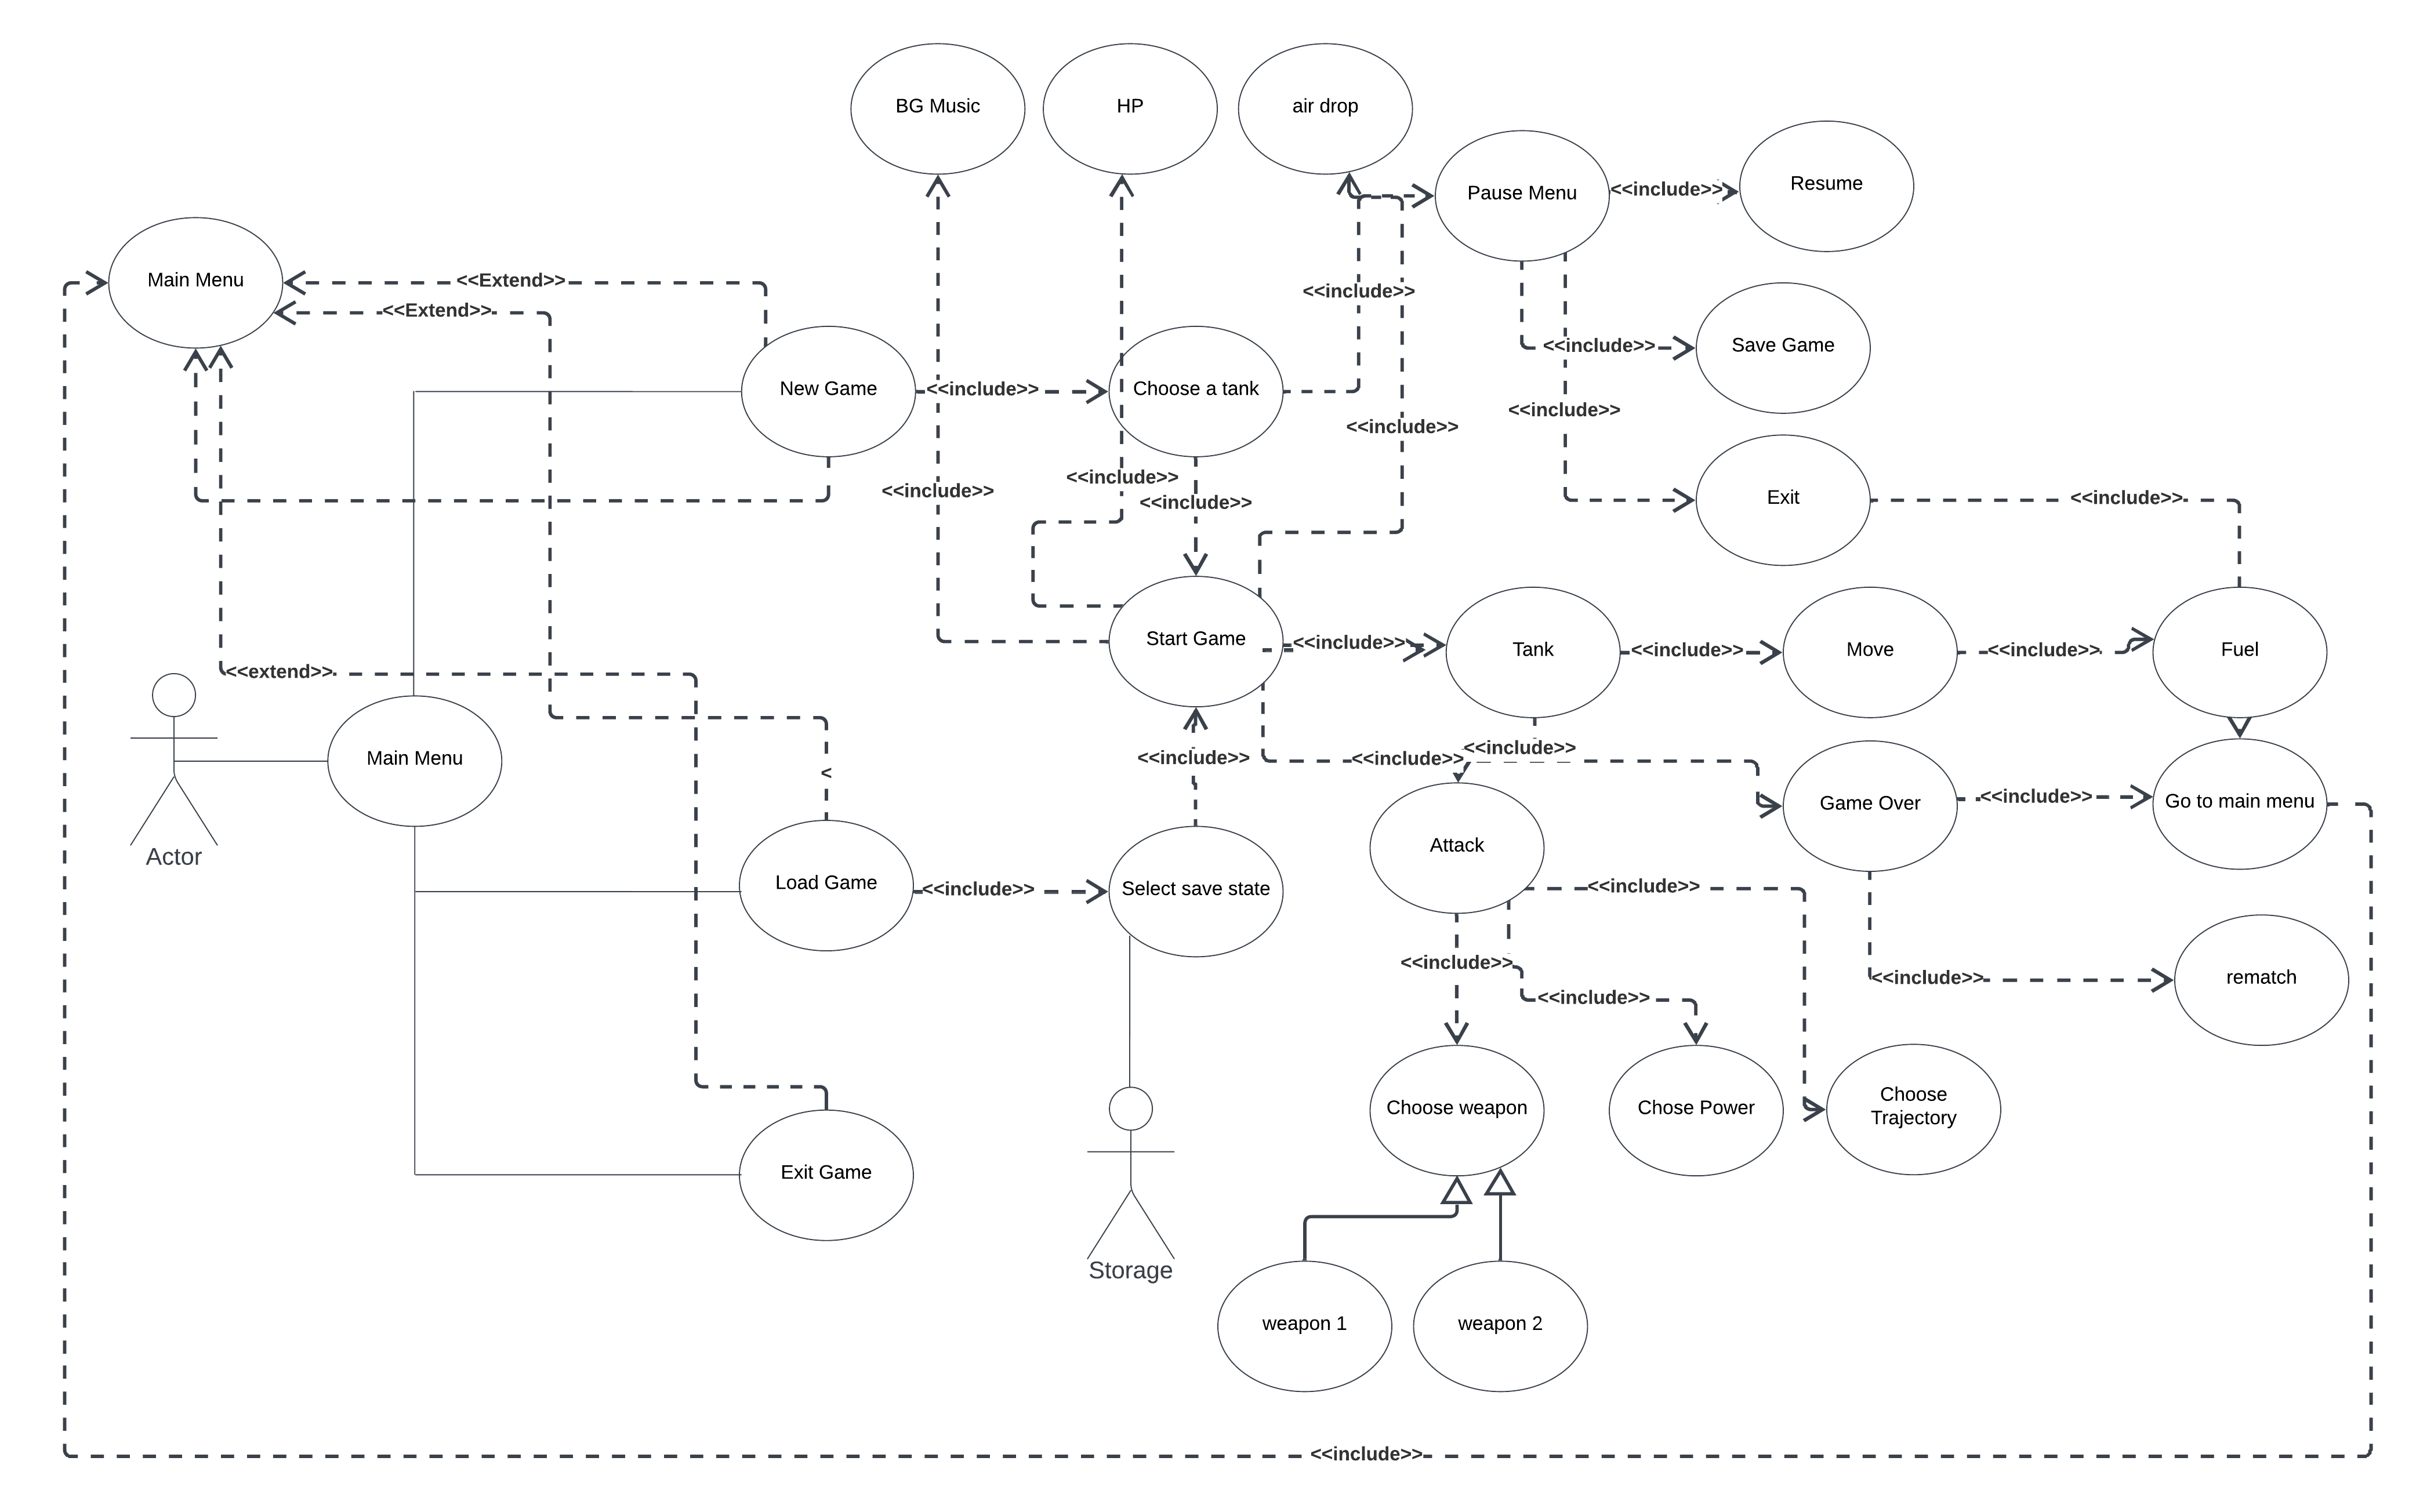 BG Music
HP
air drop
Pause Menu
<<include>>
Resume
Main Menu
<<Extend>>
<<Extend>>
<<include>>
Save Game
<<include>>
New Game
<<include>>
Choose a tank
<<include>>
<<include>>
<<include>>
<<include>>
<<include>>
Exit
<<include>>
<<include>>
Start Game
<<include>>
Tank
<<include>>
Move
<<include>>
Fuel
<<extend>>
Main Menu
<
<<include>>
<<include>>
<<include>>
Game Over
<<include>>
Go to main menu
Actor
Attack
Load Game
<<include>>
Select save state
<<include>>
<<include>>
<<include>>
<<include>>
rematch
Choose weapon
Chose Power
Choose
Trajectory
Exit Game
Storage
weapon 1
weapon 2
<<include>>